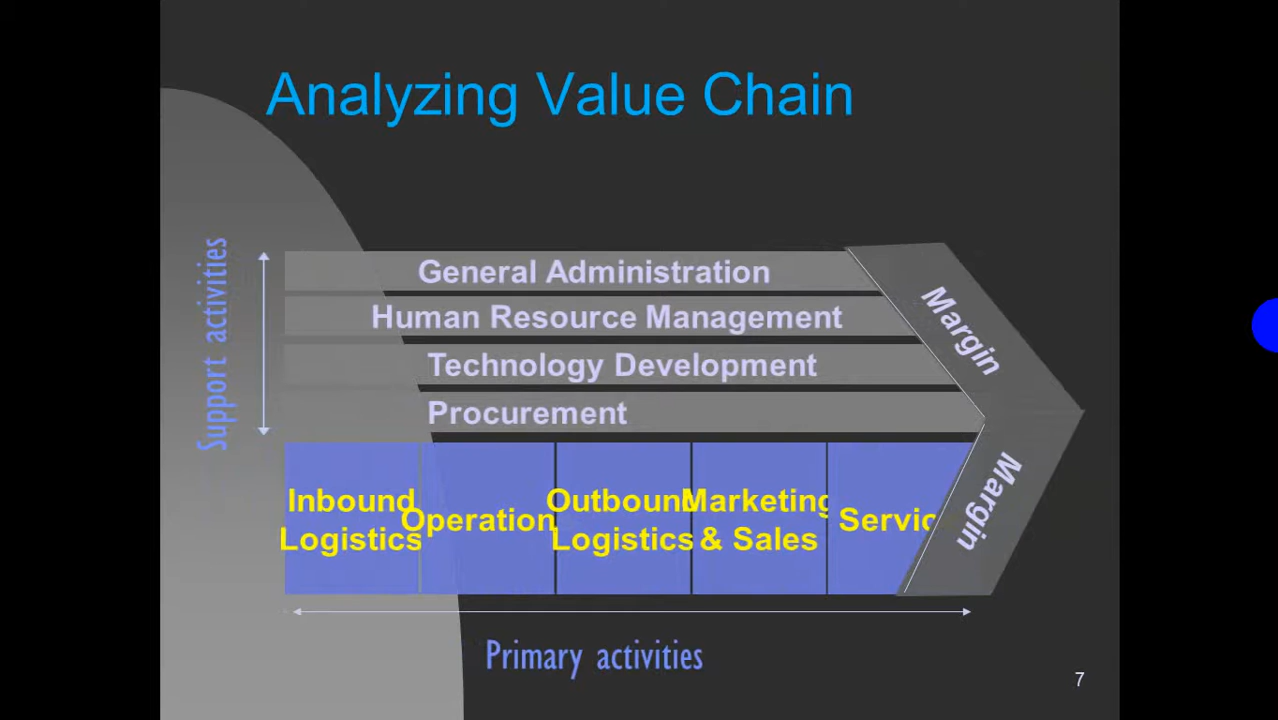 Analyzing Value Chain
Support activities
General Administration
Human Resource Management
Technology Development
Procurement
Margin
Margin
Inbound
Logistics
Operation
Outboun
Logistics
Marketing
& Sales
Servic
Primary activities
7